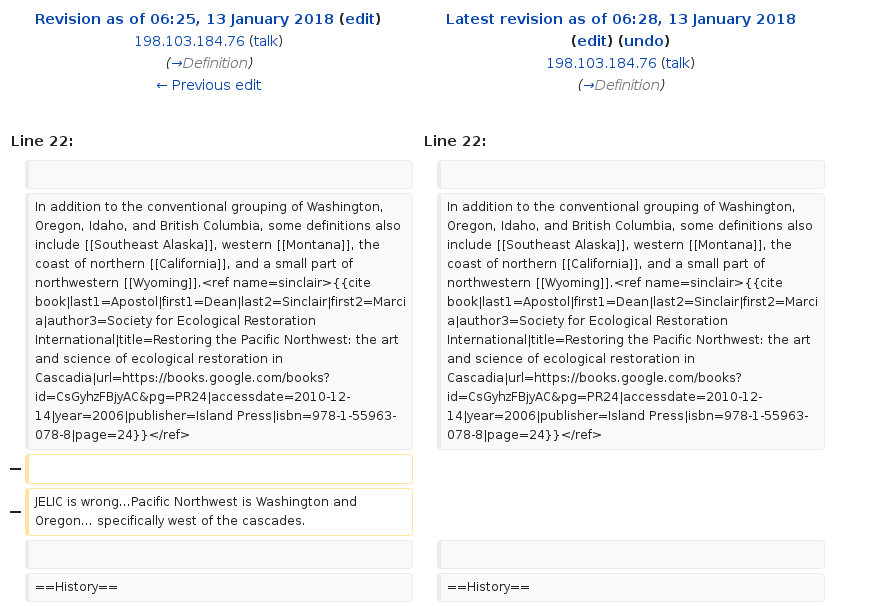 Revision as of 06:25, 13 January 2018 (edit)
198.103.184.76 (talk)
(→Definition)
← Previous edit
Latest revision as of 06:28, 13 January 2018
(edit) (undo)
198.103.184.76 (talk)
(→Definition)
Line 22:
Line 22:
In addition to the conventional grouping of Washington,
Oregon, Idaho, and British Columbia, some definitions also
include [[Southeast Alaska]], western [[Montana]], the
coast of northern [[California]], and a small part of
northwestern [[Wyoming]].<ref name=sinclair>{{cite
book|last1=Apostol|first1=Dean|last2=Sinclair|first2=Marci
a|author3=Society for Ecological Restoration
International|title=Restoring the Pacific Northwest: the art
and science of ecological restoration in
Cascadia|url=https://books.google.com/books?
id=CsGyhzFBjyAC&pg=PR24|accessdate=2010-12-
14|year=2006|publisher=Island Press|isbn=978-1-55963-
078-8|page=24}}</ref>
In addition to the conventional grouping of Washington,
Oregon, Idaho, and British Columbia, some definitions also
include [[Southeast Alaska]], western [[Montana]], the
coast of northern [[California]], and a small part of
northwestern [[Wyoming]].<ref name=sinclair>{{cite
book|last1=Apostol|first1=Dean|last2=Sinclair|first2=Marci
a|author3=Society for Ecological Restoration
International|title=Restoring the Pacific Northwest: the art
and science of ecological restoration in
Cascadia|url=https://books.google.com/books?
id=CsGyhzFBjyAC&pg=PR24|accessdate=2010-12-
14|year=2006|publisher=Island Press|isbn=978-1-55963-
078-8|page=24}}</ref>
−
− JELIC is wrong...Pacific Northwest is Washington and
Oregon... specifically west of the cascades.
==History==
==History==